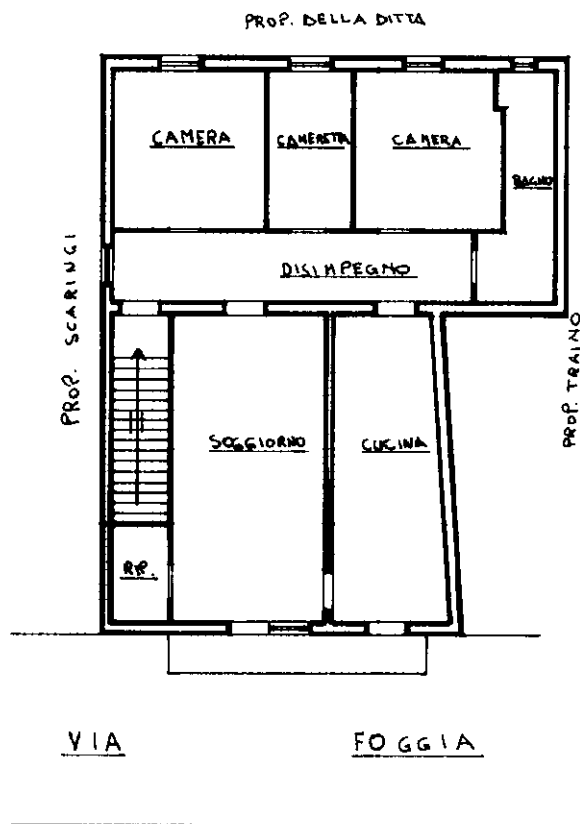 PROP. DELLA DITTA
CAMERA
CAMERETTA
CAMERA
BAGNO
DISIMPEGNO
PROP. SCARINGI
PROP. TRAINO
SOGGIORNO
CUCINA
RIP.
VIA FOGGIA